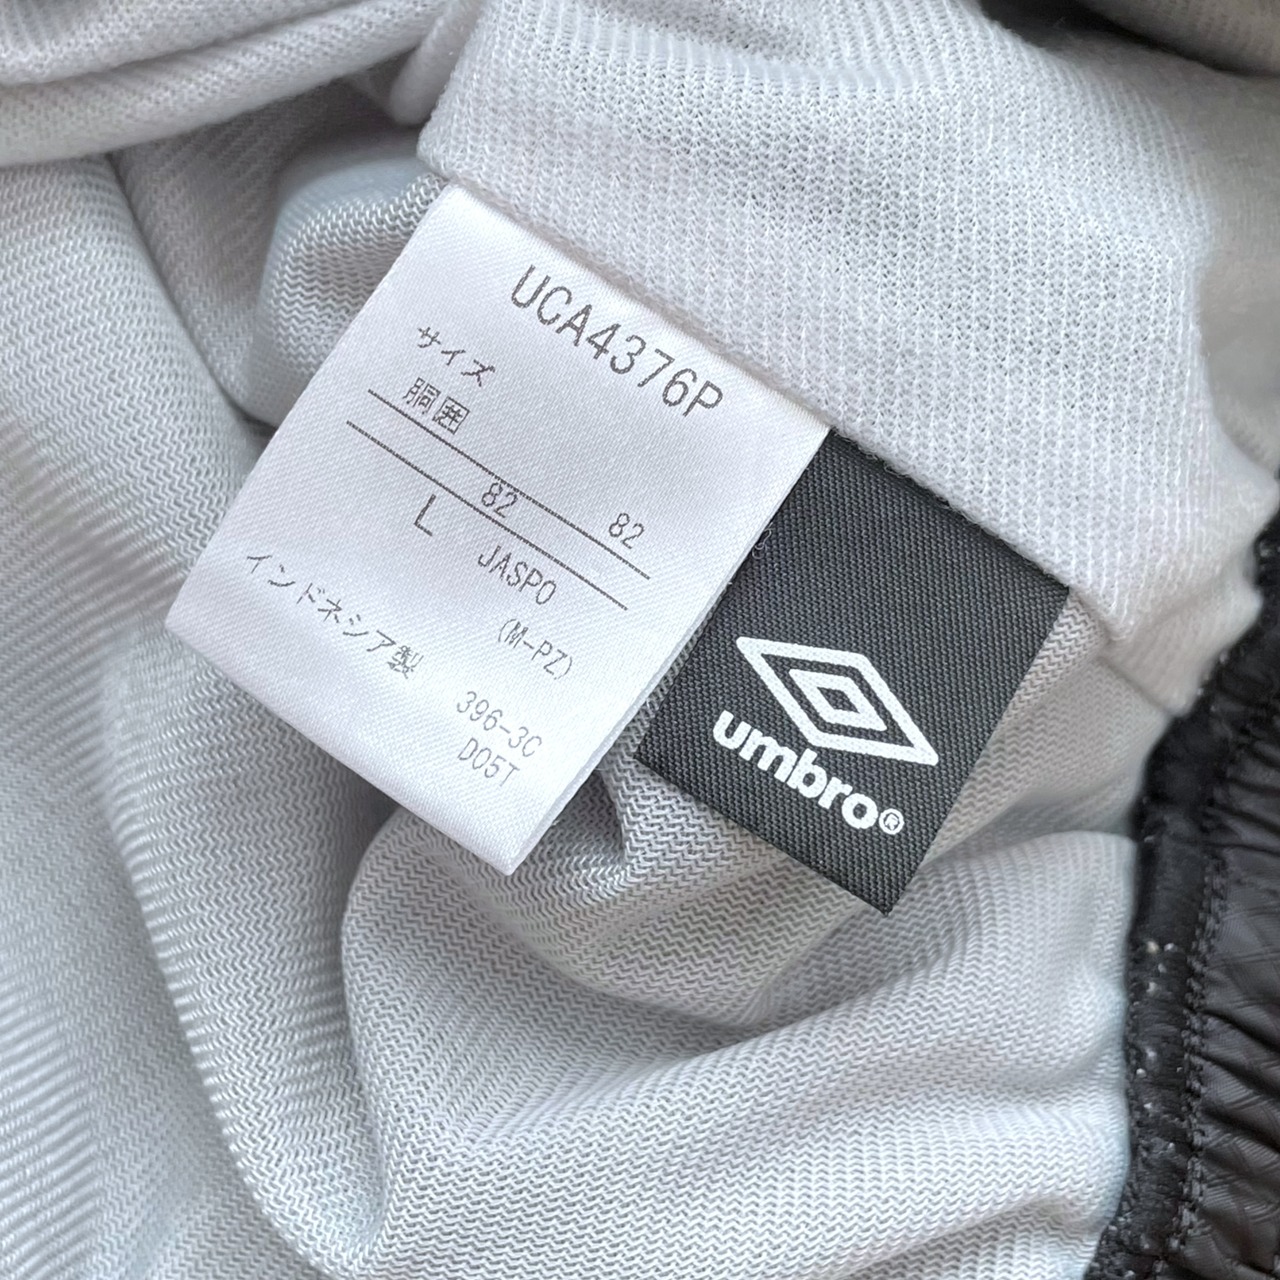 UCA4376P
サイズ
胴囲
82 82
L JASPO
(M-PZ)
インドネシア製
396-3C
D05T
umbro®